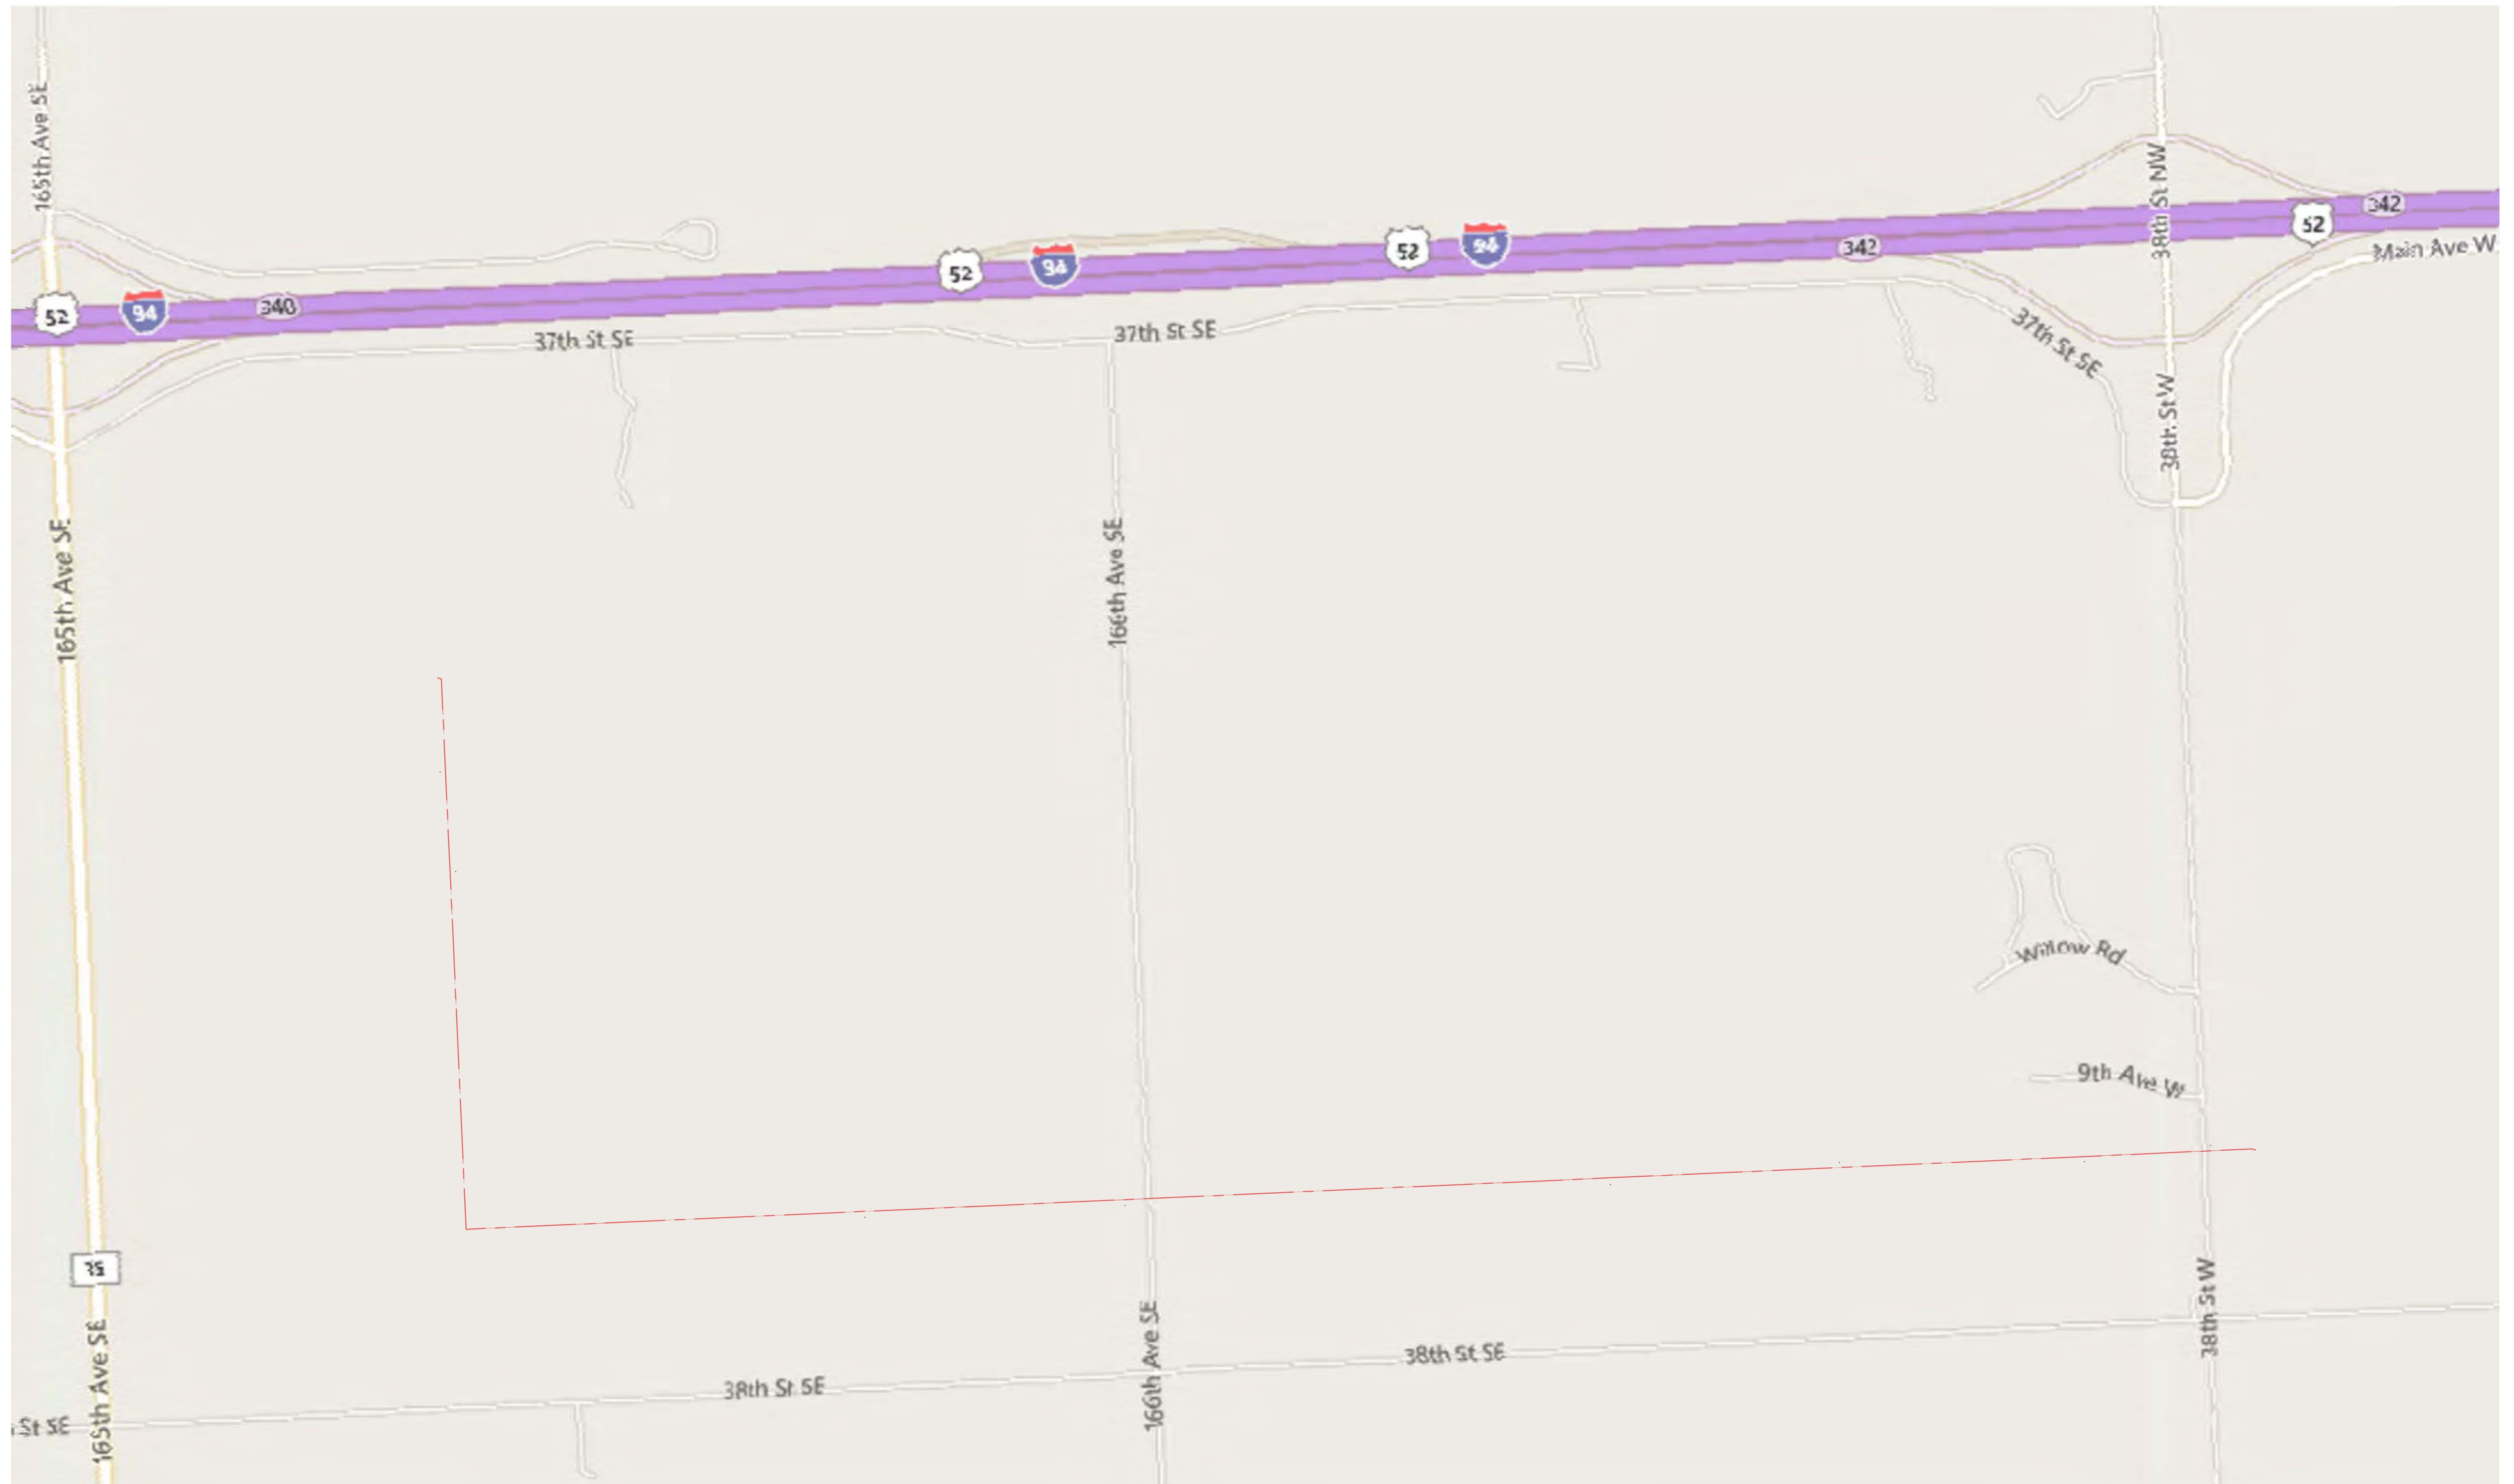 165th Ave SE
38th St NW
342
52
Main Ave W
52
94
342
52
94
340
52
94
37th St SE
37th St SE
37th St SE
38th St W
165th Ave SE
166th Ave SE
Willow Rd
9th Ave W
35
38th St W
166th Ave SE
38th St SE
165th Ave SE
38th St SE
St SE